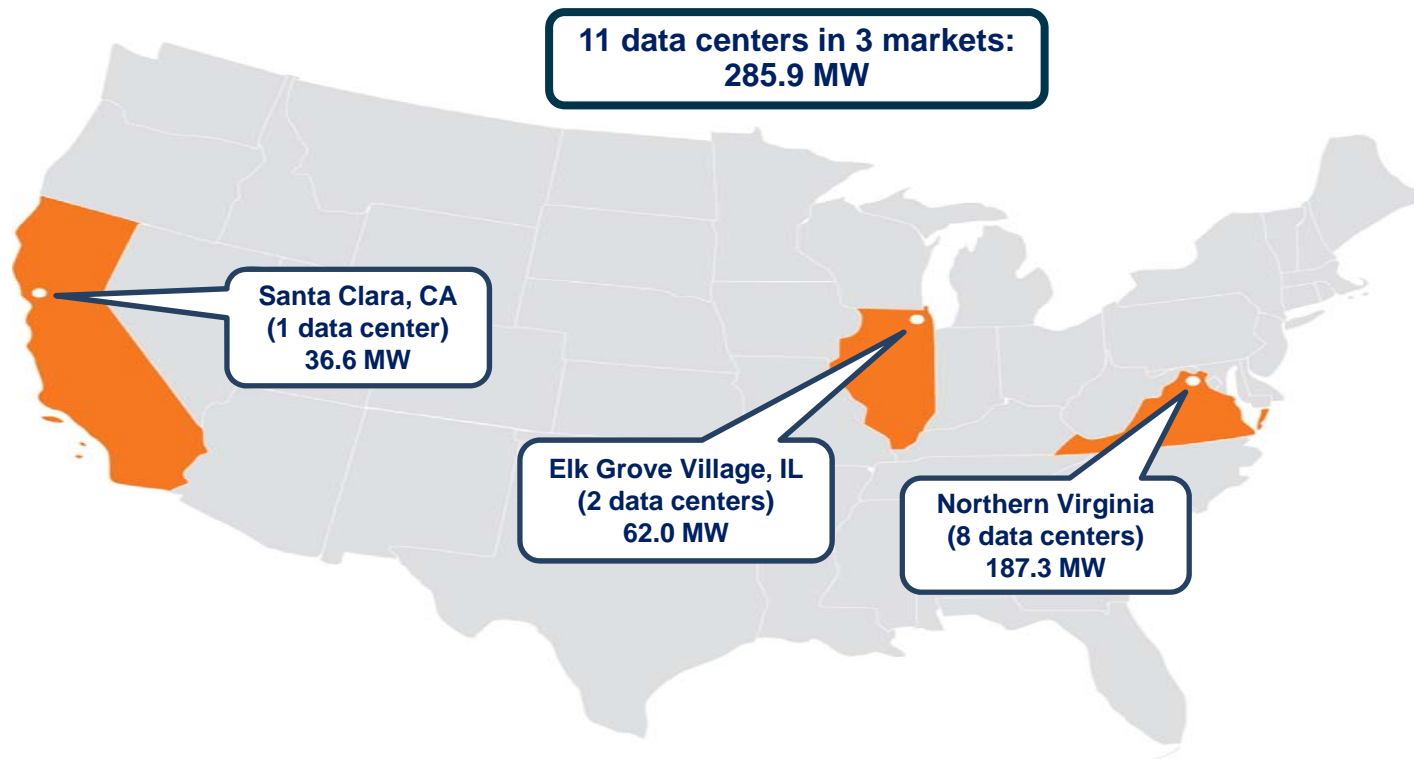 11 data centers in 3 markets:
285.9 MW
Santa Clara, CA
(1 data center)
36.6 MW
Elk Grove Village, IL
(2 data centers)
62.0 MW
Northern Virginia
(8 data centers)
187.3 MW